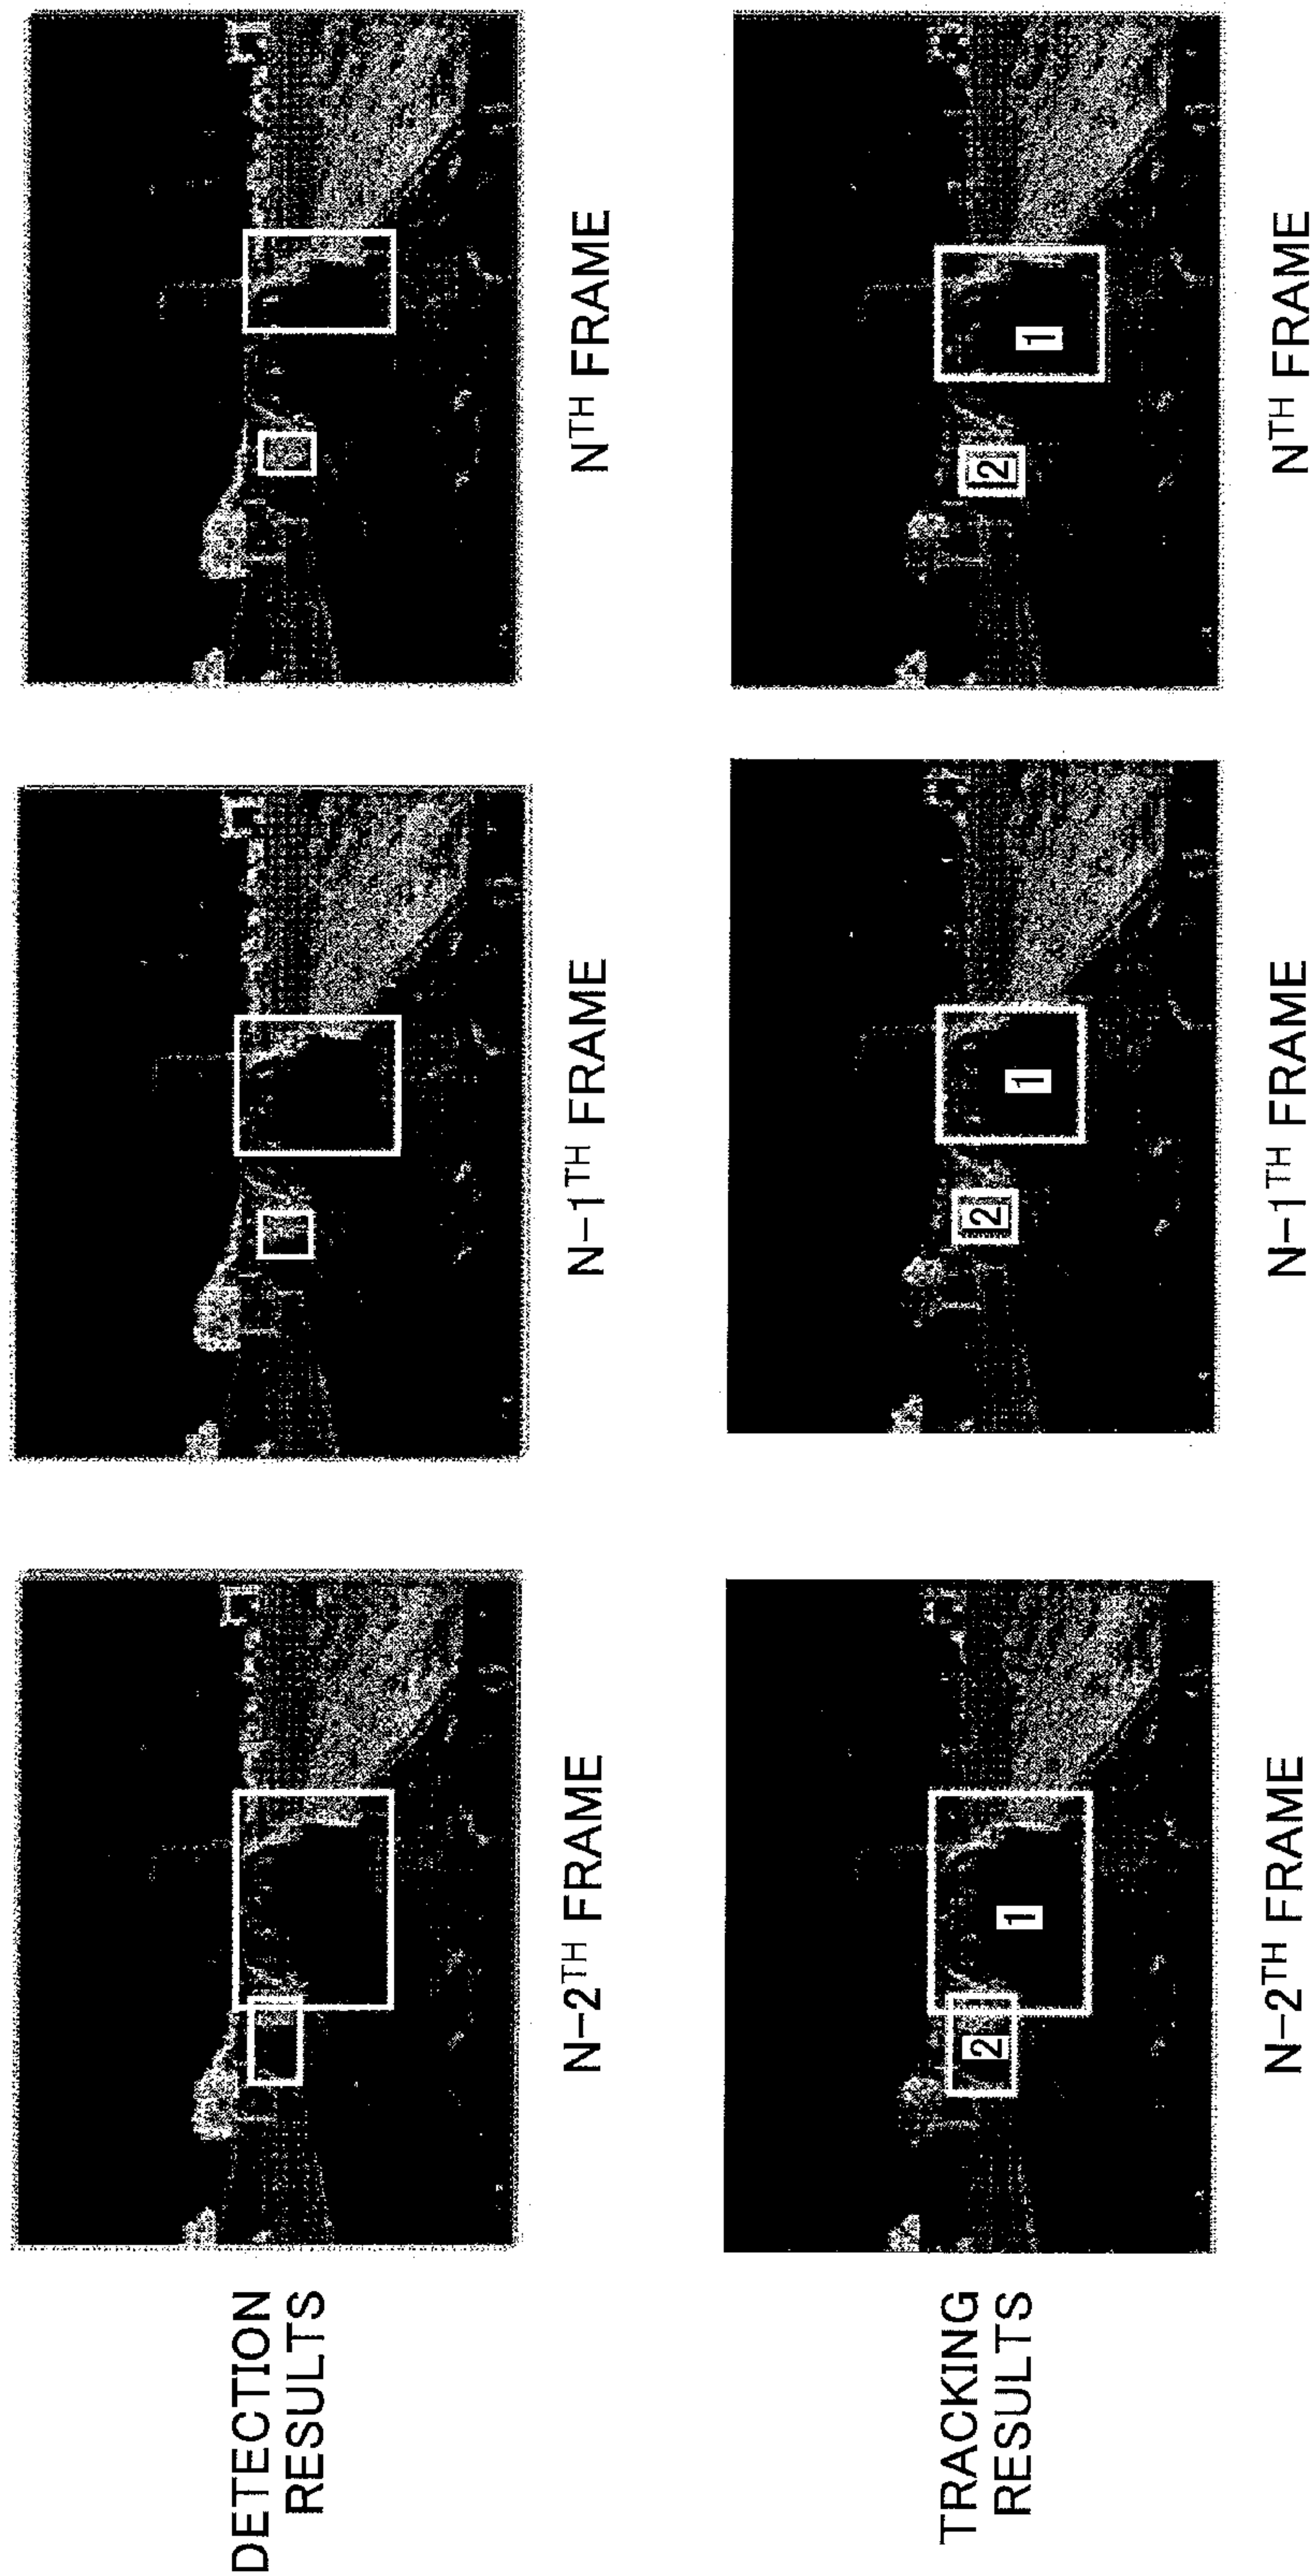 DETECTION
RESULTS
N-2TH FRAME
N-1TH FRAME
NTH FRAME
TRACKING
RESULTS
2
1
2
1
2
1
N-2TH FRAME
N-1TH FRAME
NTH FRAME